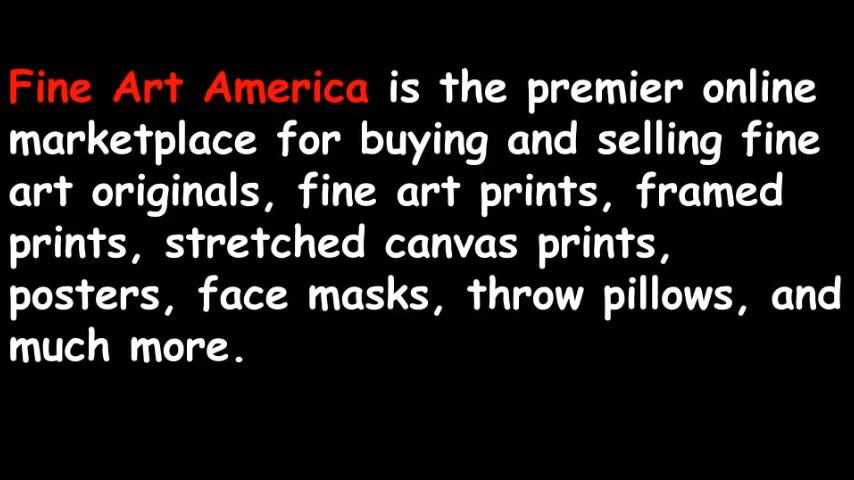 Fine Art America is the premier online
marketplace for buying and selling fine
art originals, fine art prints, framed
prints, stretched canvas prints,
posters, face masks, throw pillows, and
much more.